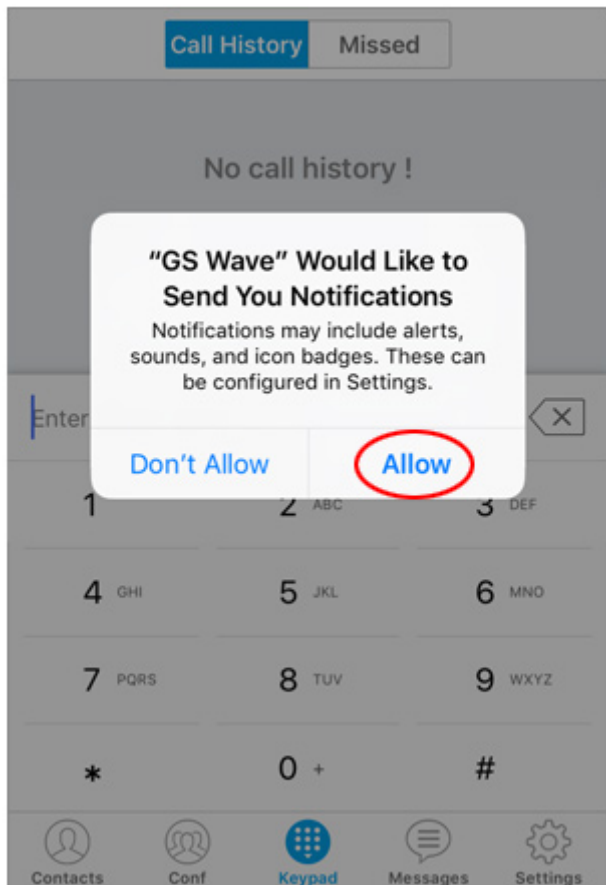 Call History Missed
No call history !
“GS Wave” Would Like to
Send You Notifications
Notifications may include alerts,
sounds, and icon badges. These can
be configured in Settings.
Enter
Don’t Allow Allow
1 2 ABC 3 DEF
4 GHI 5 JKL 6 MNO
7 PQRS 8 TUV 9 WXYZ
* 0 + #
Contacts Conf Keypad Messages Settings